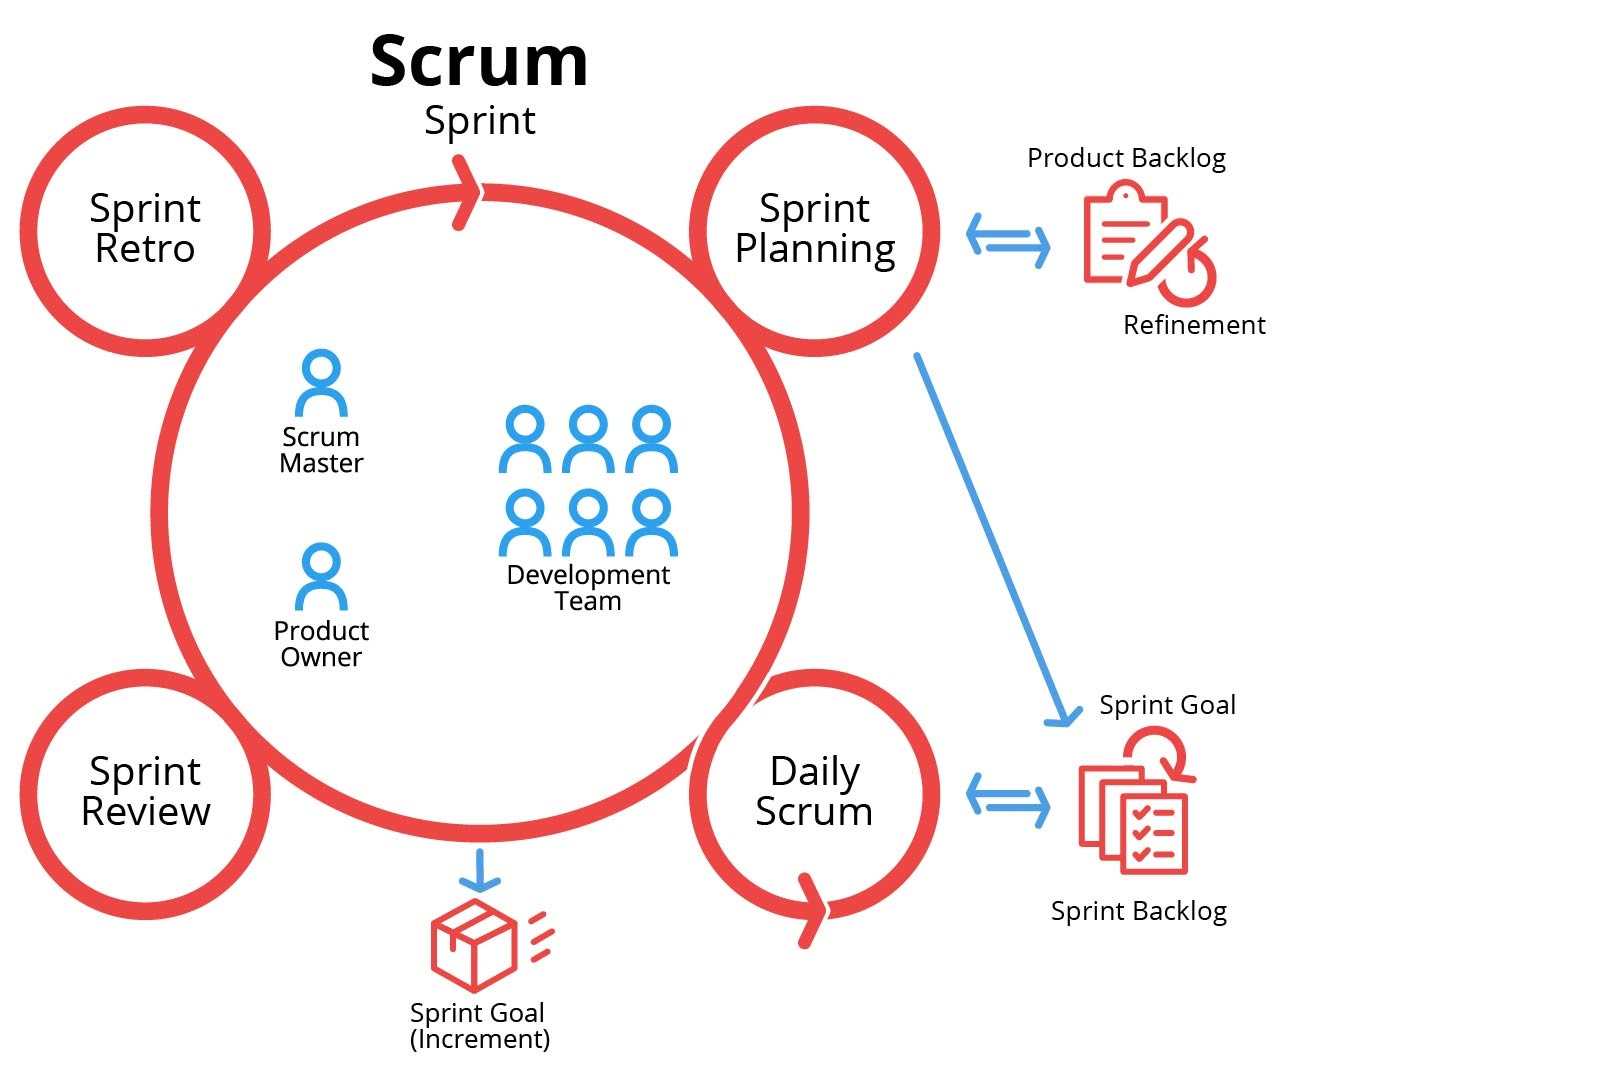 Scrum
Sprint
Sprint
Retro
Sprint
Planning
Product Backlog
Refinement
Scrum
Master
Development
Team
Product
Owner
Sprint
Review
Daily
Scrum
Sprint Goal
Sprint Backlog
Sprint Goal
(Increment)